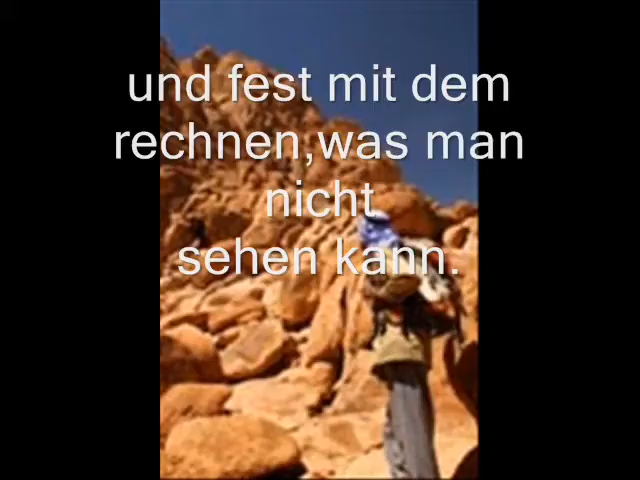 und fest mit dem
rechnen,was man
nicht
sehen kann.